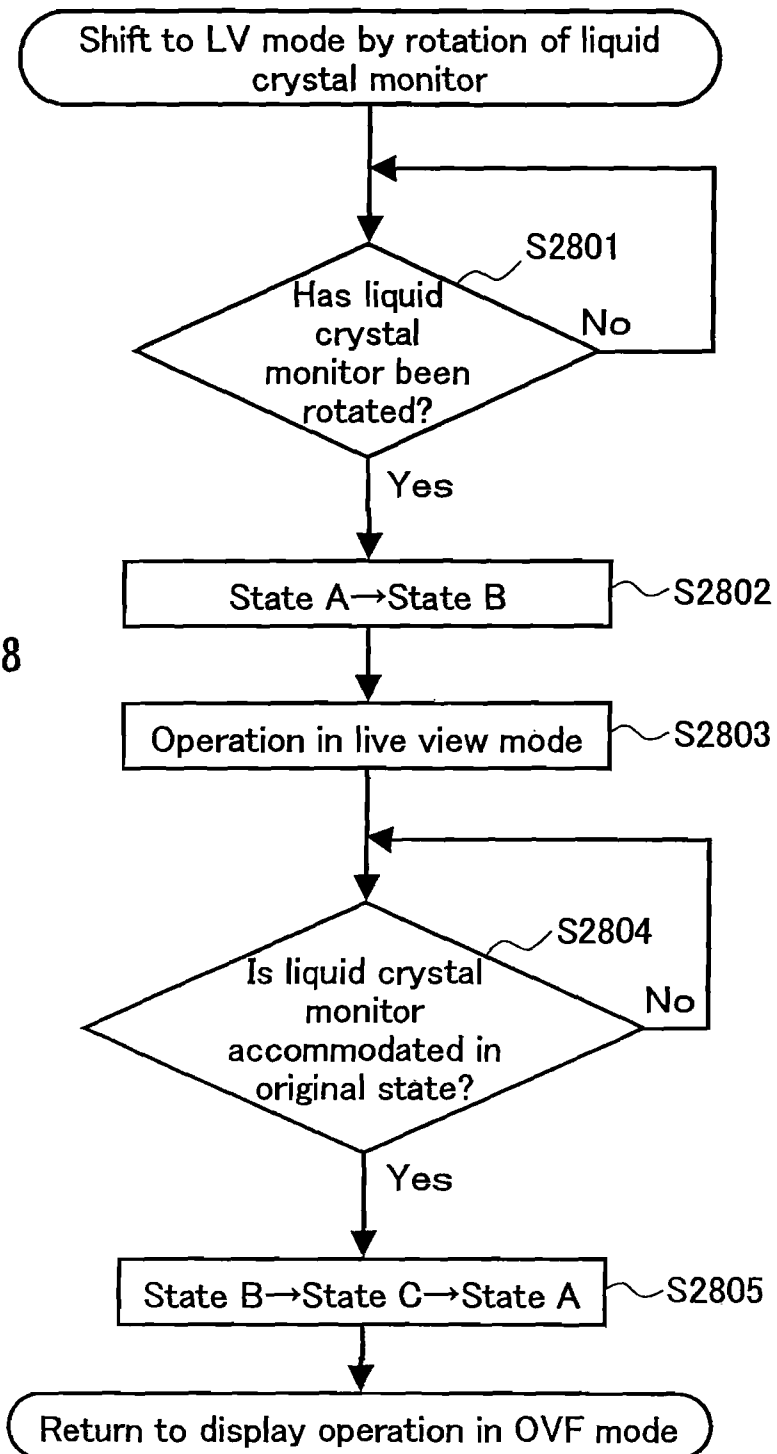 Shift to LV mode by rotation of liquid
crystal monitor
S2801
Has liquid
crystal
monitor been
rotated?
No
Yes
State A→State B
S2802
8
Operation in live view mode
S2803
S2804
Is liquid crystal
monitor
accommodated in
original state?
No
Yes
State B→State C→State A
S2805
Return to display operation in OVF mode